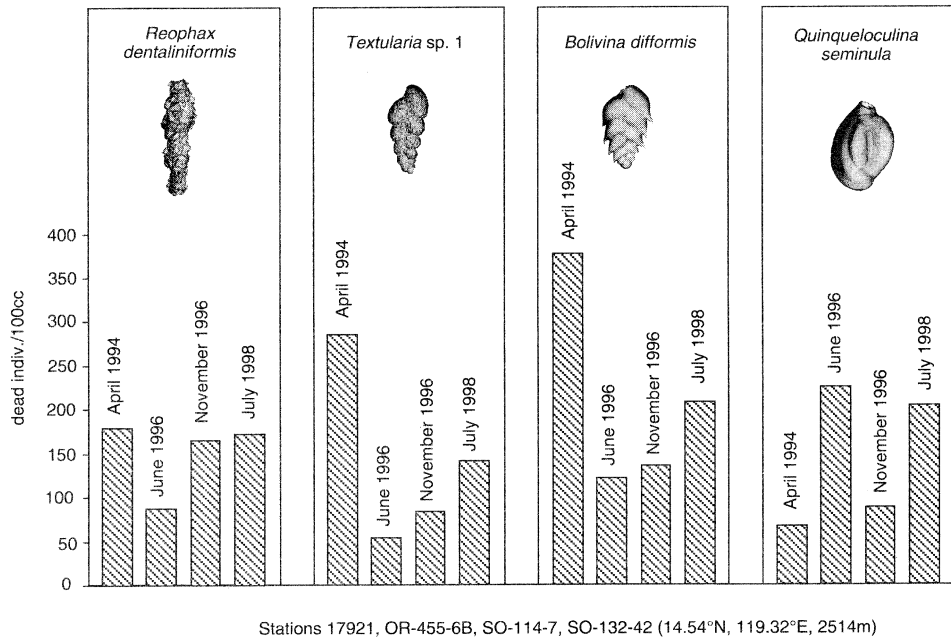 Reophax
dentaliniformis
Textularia sp. 1
Bolivina difformis
Quinqueloculina
seminula
dead indiv./100cc
400
350
300
250
200
150
100
50
0
April 1994
June 1996
November 1996
July 1998
April 1994
June 1996
November 1996
July 1998
April 1994
June 1996
November 1996
July 1998
April 1994
June 1996
November 1996
July 1998
Stations 17921, OR-455-6B, SO-114-7, SO-132-42 (14.54°N, 119.32°E, 2514m)